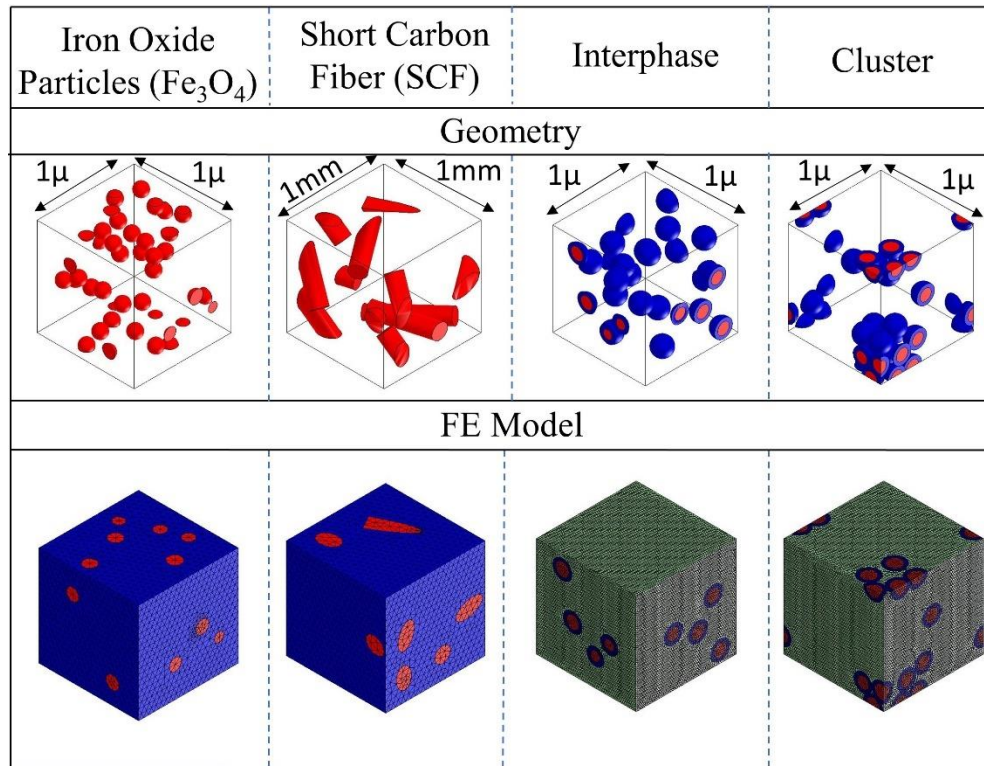 Iron Oxide
Particles (Fe₃O₄)
Short Carbon
Fiber (SCF)
Interphase
Cluster
Geometry
1μ 1μ
1mm 1mm
1μ 1μ
1μ 1μ
FE Model